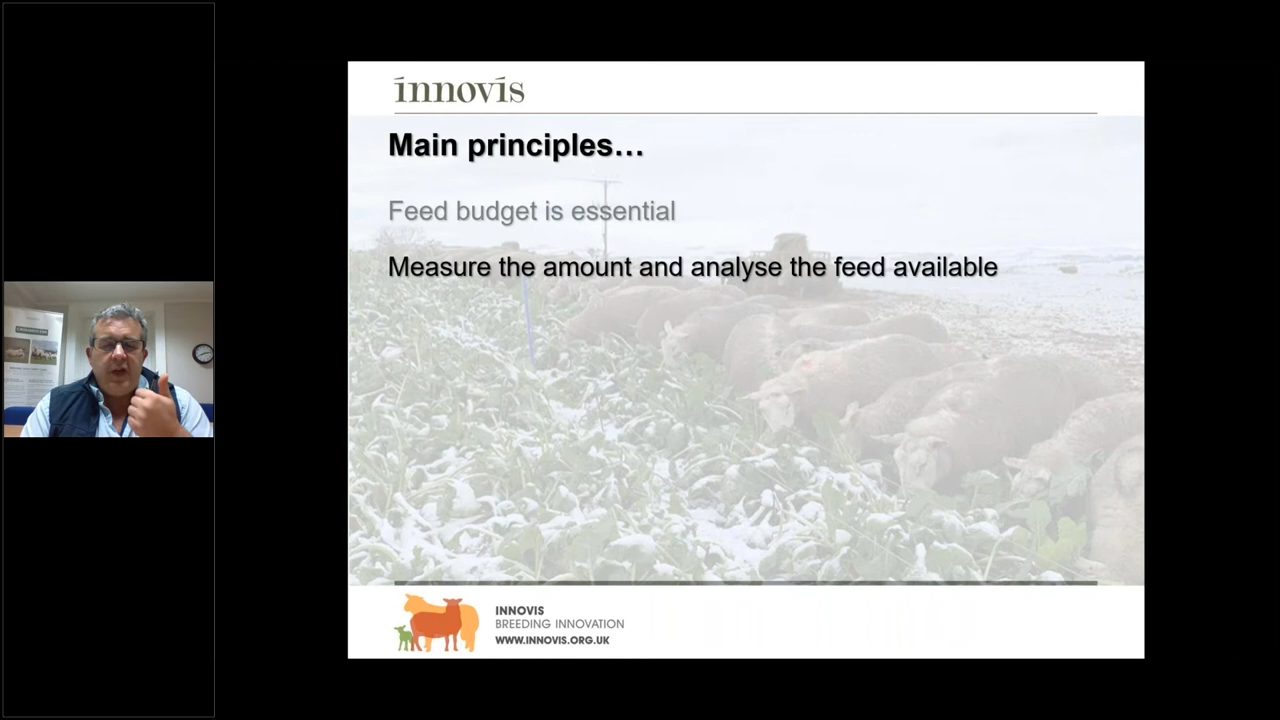 innovis
Main principles…
Feed budget is essential
Measure the amount and analyse the feed available
INNOVIS
BREEDING INNOVATION
WWW.INNOVIS.ORG.UK